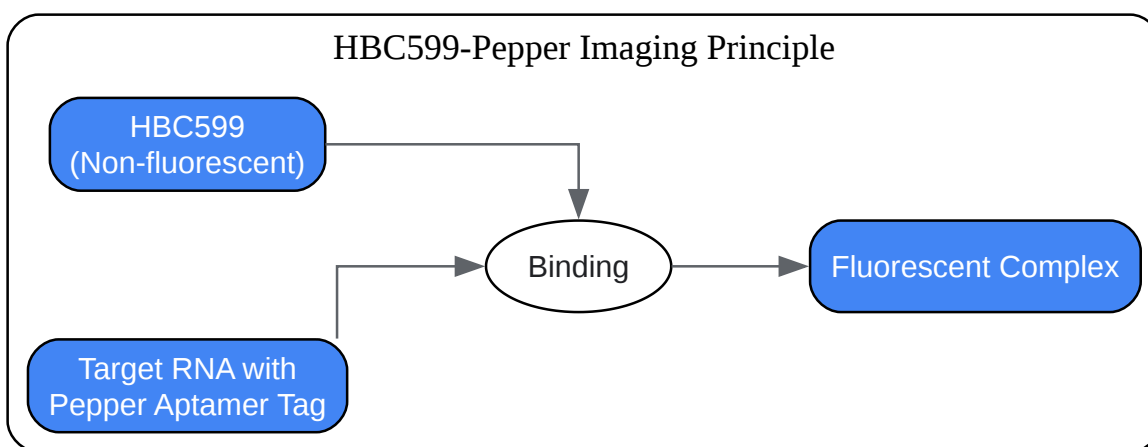 HBC599-Pepper Imaging Principle
HBC599
(Non-fluorescent)
Binding
Fluorescent Complex
Target RNA with
Pepper Aptamer Tag